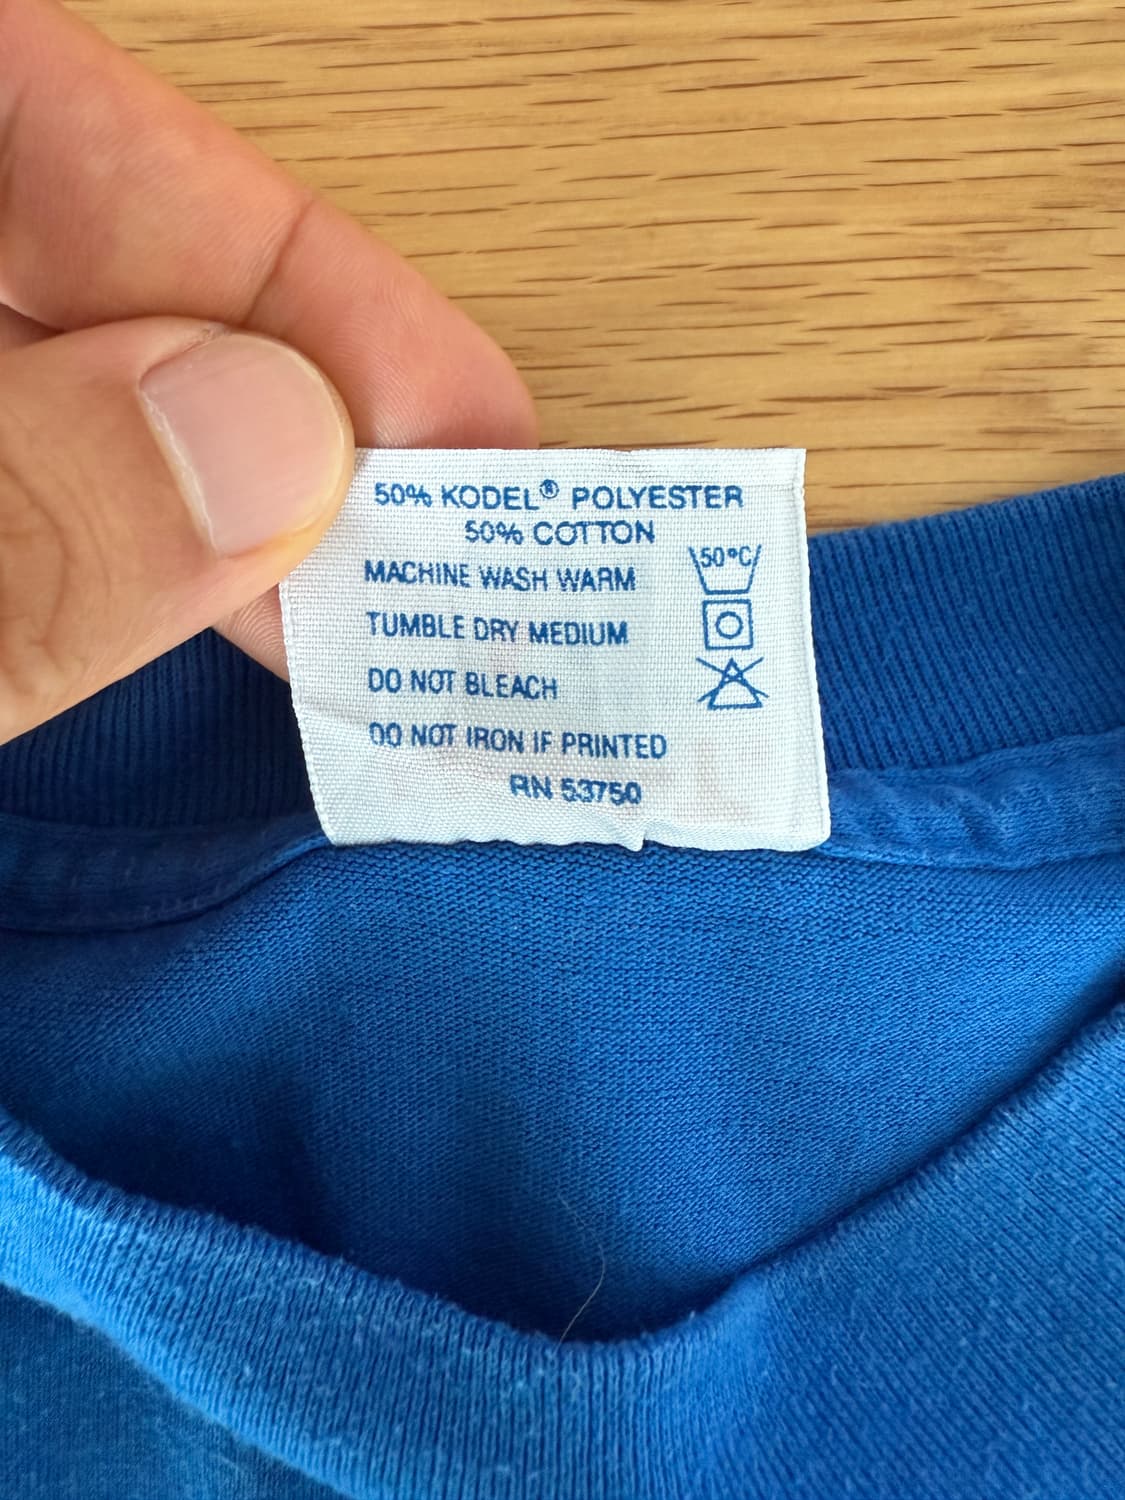 50% KODEL® POLYESTER
50% COTTON
MACHINE WASH WARM
50°C
TUMBLE DRY MEDIUM
DO NOT BLEACH
DO NOT IRON IF PRINTED
RN 53750